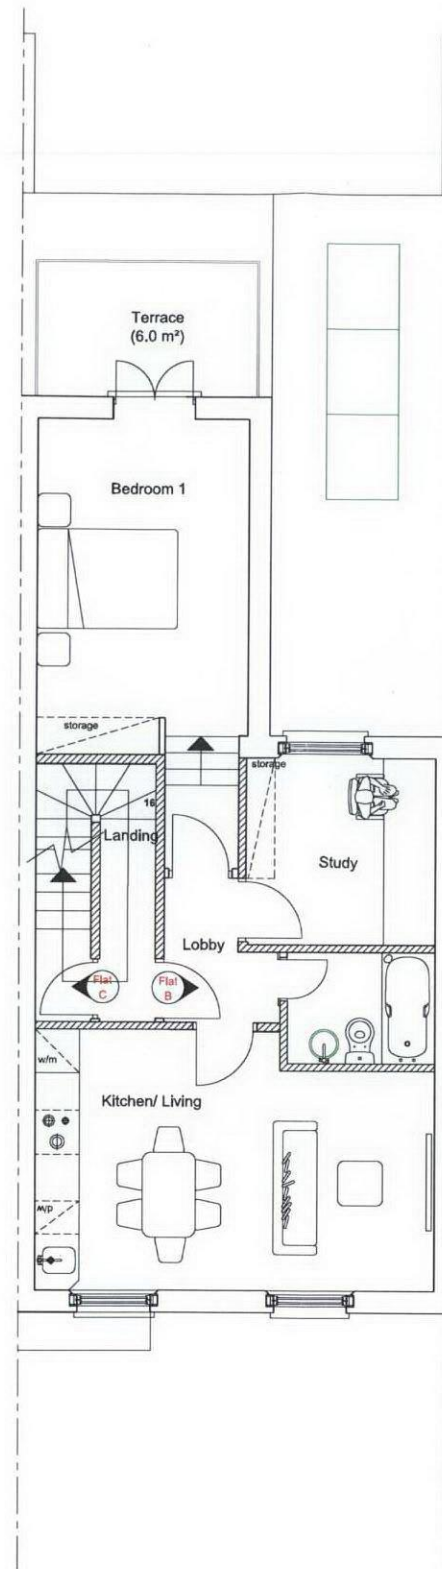 Terrace
(6.0 m²)
Bedroom 1
storage
storage
16
Landing
Study
Lobby
Flat
C
Flat
B
w/m
Kitchen/ Living
d/w